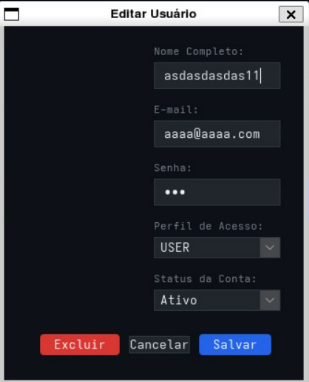 Editar Usuário
Nome Completo:
asdasdasdas11
E-mail:
aaaa@aaaa.com
Senha:
•••
Perfil de Acesso:
USER
Status da Conta:
Ativo
Excluir Cancelar Salvar